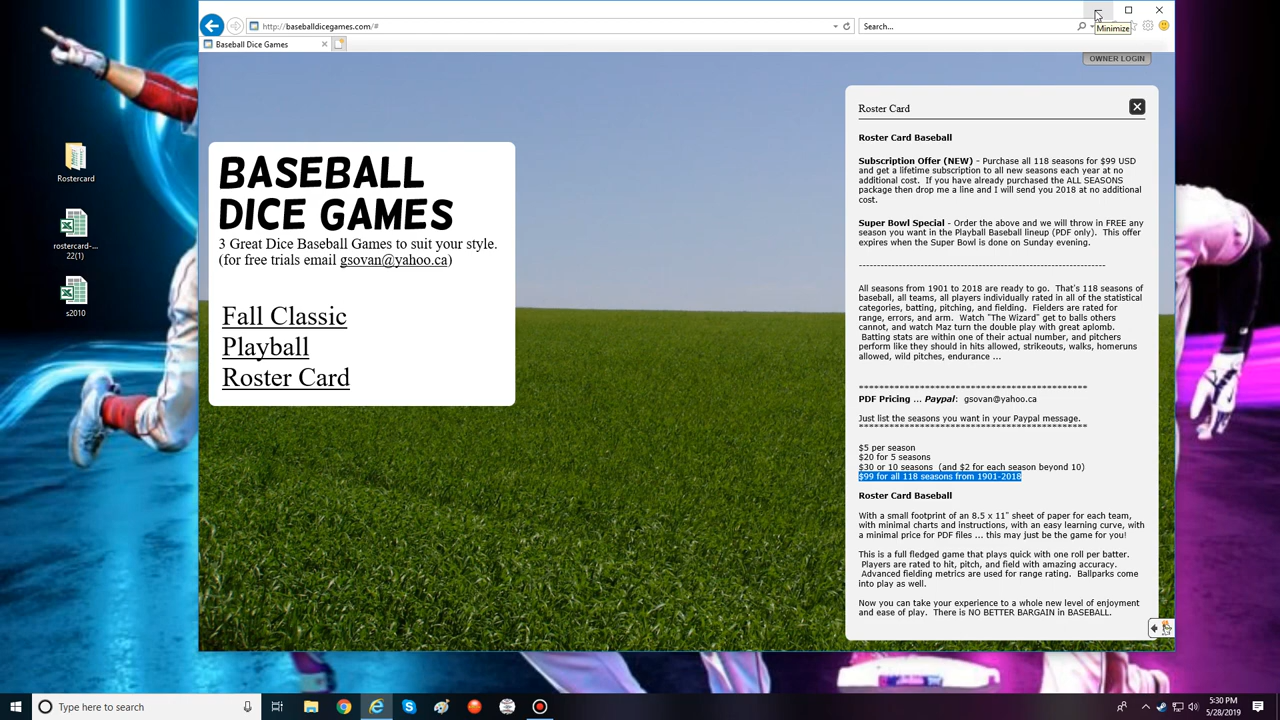 Minimize
http://baseballdicegames.com/#
Search...
Baseball Dice Games
OWNER LOGIN
Rostercard
rostercard-...
22(1)
s2010
BASEBALL
DICE GAMES
3 Great Dice Baseball Games to suit your style.
(for free trials email gsovan@yahoo.ca)
Fall Classic
Playball
Roster Card
Roster Card
Roster Card Baseball
Subscription Offer (NEW) - Purchase all 118 seasons for $99 USD
and get a lifetime subscription to all new seasons each year at no
additional cost. If you have already purchased the ALL SEASONS
package then drop me a line and I will send you 2018 at no additional
cost.
Super Bowl Special - Order the above and we will throw in FREE any
season you want in the Playball Baseball lineup (PDF only). This offer
expires when the Super Bowl is done on Sunday evening.
--------------------------------------------------------------------
All seasons from 1901 to 2018 are ready to go. That's 118 seasons of
baseball, all teams, all players individually rated in all of the statistical
categories, batting, pitching, and fielding. Fielders are rated for
range, errors, and arm. Watch "The Wizard" get to balls others
cannot, and watch Maz turn the double play with great aplomb.
Batting stats are within one of their actual number, and pitchers
perform like they should in hits allowed, strikeouts, walks, homeruns
allowed, wild pitches, endurance ...
*********************************************
PDF Pricing ... Paypal: gsovan@yahoo.ca
Just list the seasons you want in your Paypal message.
*********************************************
$5 per season
$20 for 5 seasons
$30 or 10 seasons (and $2 for each season beyond 10)
$99 for all 118 seasons from 1901-2018
Roster Card Baseball
With a small footprint of an 8.5 x 11" sheet of paper for each team,
with minimal charts and instructions, with an easy learning curve, with
a minimal price for PDF files ... this may just be the game for you!
This is a full fledged game that plays quick with one roll per batter.
Players are rated to hit, pitch, and field with amazing accuracy.
Advanced fielding metrics are used for range rating. Ballparks come
into play as well.
Now you can take your experience to a whole new level of enjoyment
and ease of play. There is NO BETTER BARGAIN in BASEBALL.
Type here to search
5:30 PM
5/28/2019